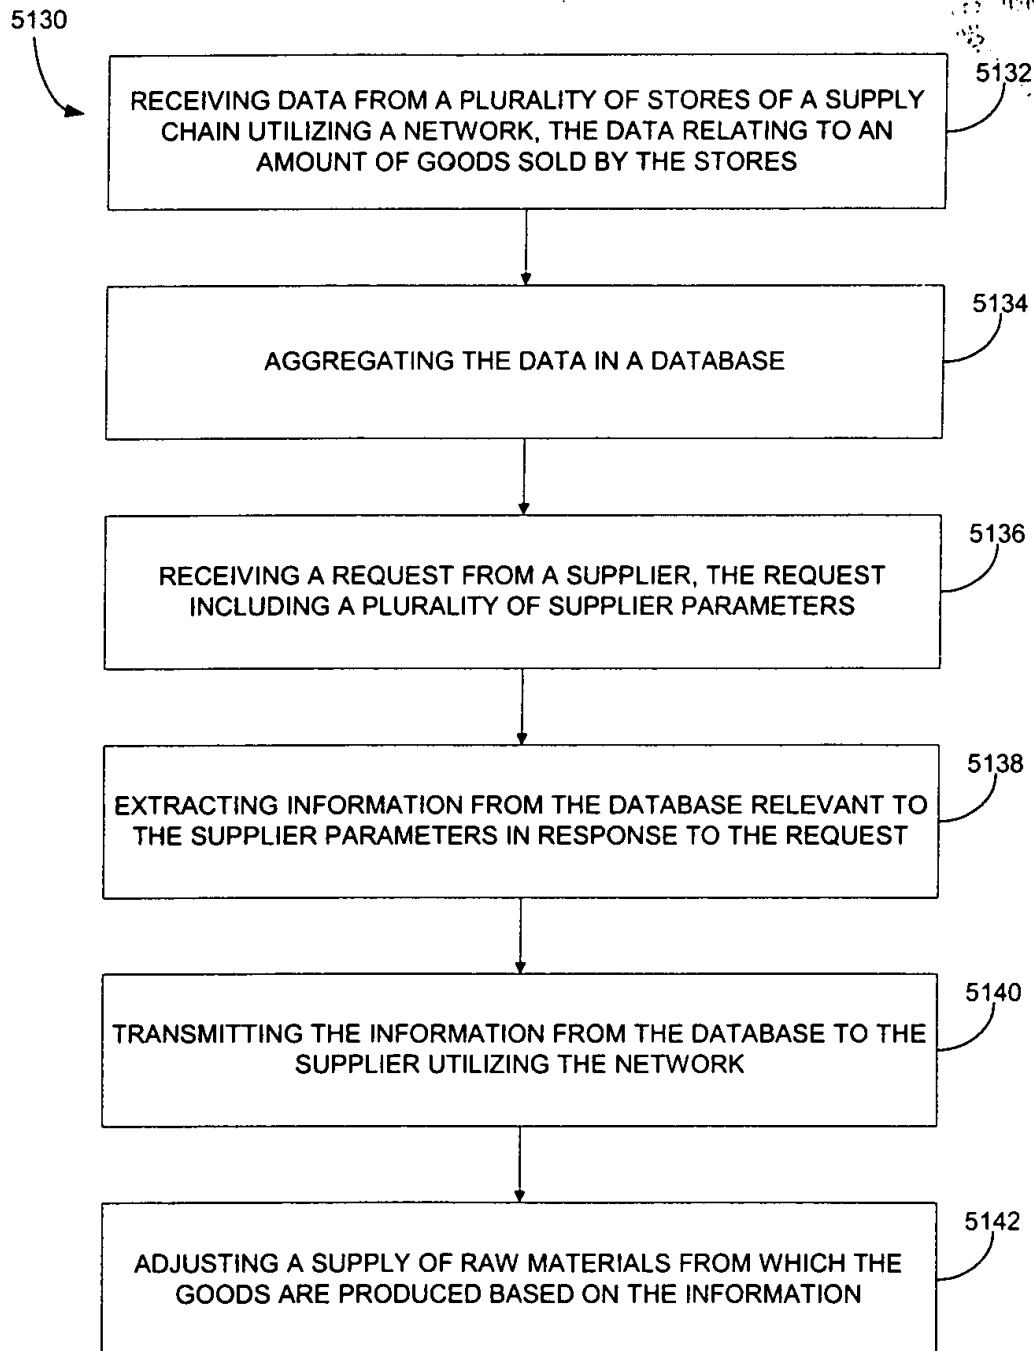 5130
5132
RECEIVING DATA FROM A PLURALITY OF STORES OF A SUPPLY
CHAIN UTILIZING A NETWORK, THE DATA RELATING TO AN
AMOUNT OF GOODS SOLD BY THE STORES
5134
AGGREGATING THE DATA IN A DATABASE
5136
RECEIVING A REQUEST FROM A SUPPLIER, THE REQUEST
INCLUDING A PLURALITY OF SUPPLIER PARAMETERS
5138
EXTRACTING INFORMATION FROM THE DATABASE RELEVANT TO
THE SUPPLIER PARAMETERS IN RESPONSE TO THE REQUEST
5140
TRANSMITTING THE INFORMATION FROM THE DATABASE TO THE
SUPPLIER UTILIZING THE NETWORK
5142
ADJUSTING A SUPPLY OF RAW MATERIALS FROM WHICH THE
GOODS ARE PRODUCED BASED ON THE INFORMATION